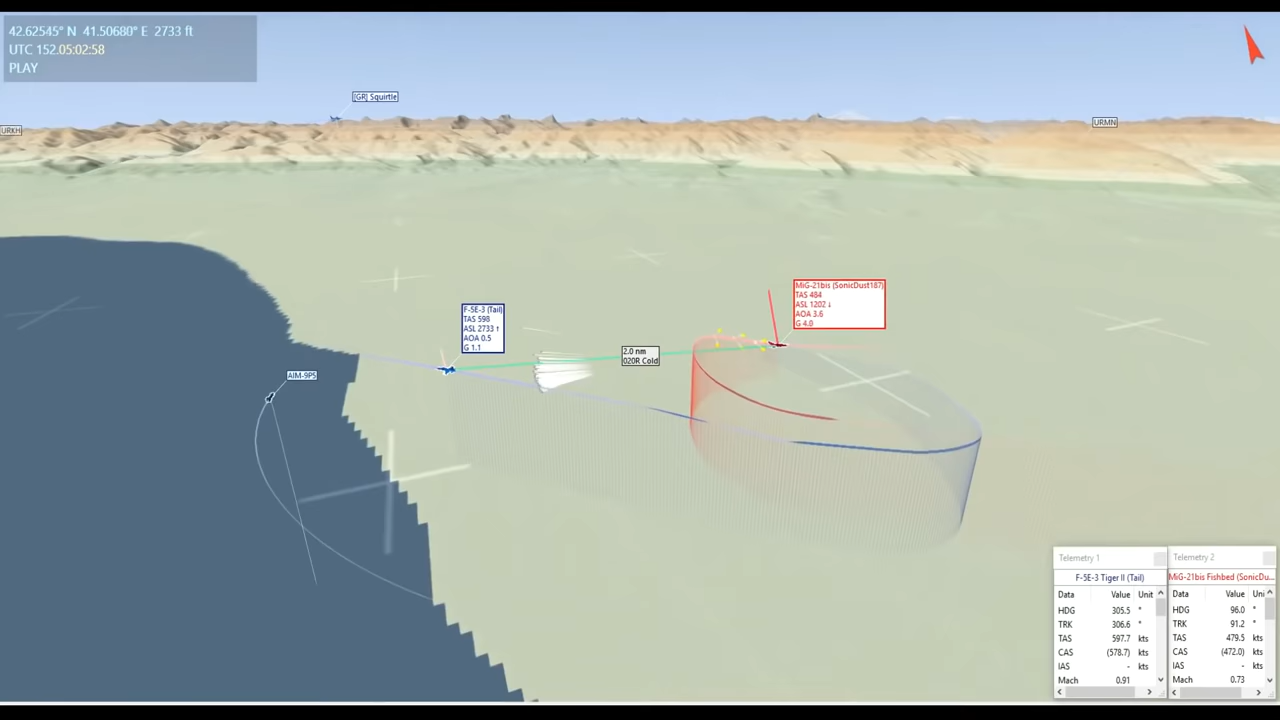 42.62545° N  41.50680° E  2733 ft
UTC 152.05:02:58
PLAY
[GR] Squirtle
URKH
URMN
MiG-21bis (SonicDust187)
TAS 484
ASL 1202 ↓
AOA 3.6
G 4.0
F-5E-3 (Tail)
TAS 598
ASL 2733 ↑
AOA 0.5
G 1.1
2.0 nm
020R Cold
AIM-9P5
Telemetry 1
F-5E-3 Tiger II (Tail)
Data Value Unit
HDG 305.5 °
TRK 306.6 °
TAS 597.7 kts
CAS (578.7) kts
IAS - kts
Mach 0.91
Telemetry 2
MiG-21bis Fishbed (SonicDu...
Data Value Uni
HDG 96.0 °
TRK 91.2 °
TAS 479.5 kts
CAS (472.0) kts
IAS - kts
Mach 0.73